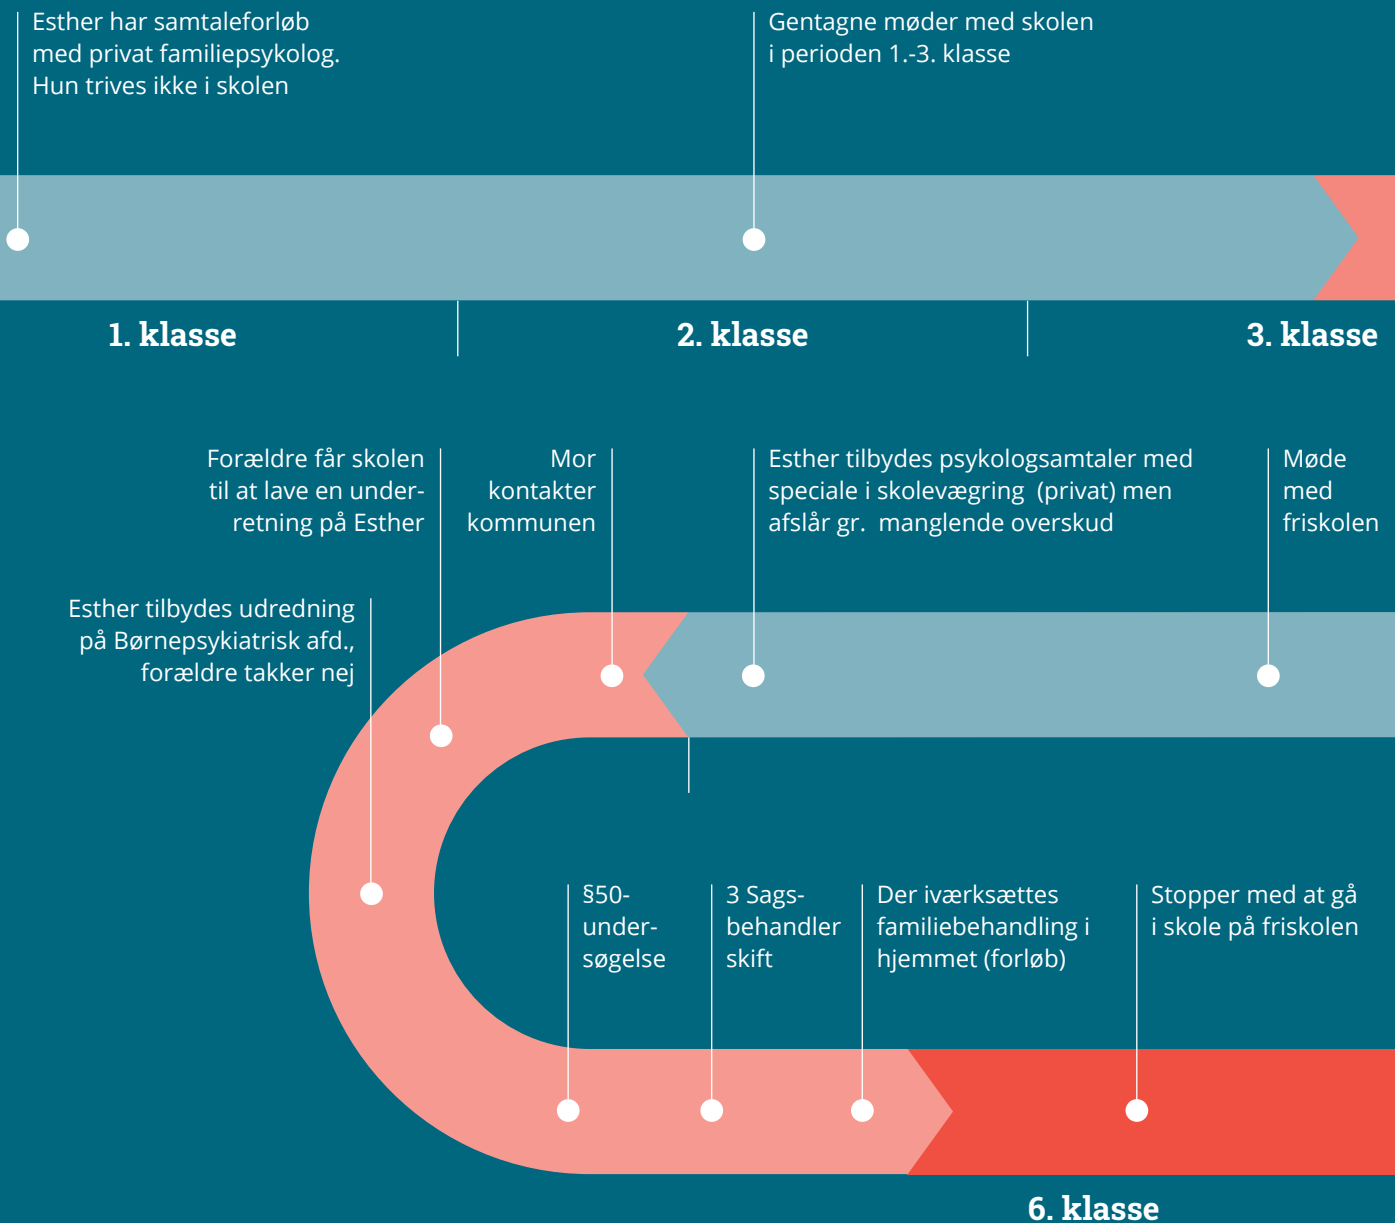 Esther har samtaleforløb
med privat familiepsykolog.
Hun trives ikke i skolen
Gentagne møder med skolen
i perioden 1.-3. klasse
1. klasse
2. klasse
3. klasse
Forældre får skolen
til at lave en under-
retning på Esther
Mor
kontakter
kommunen
Esther tilbydes psykologsamtaler med
speciale i skolevægring (privat) men
afslår gr. manglende overskud
Møde
med
friskolen
Esther tilbydes udredning
på Børnepsykiatrisk afd.,
forældre takker nej
§50-
under-
søgelse
3 Sags-
behandler
skift
Der iværksættes
familiebehandling i
hjemmet (forløb)
Stopper med at gå
i skole på friskolen
6. klasse